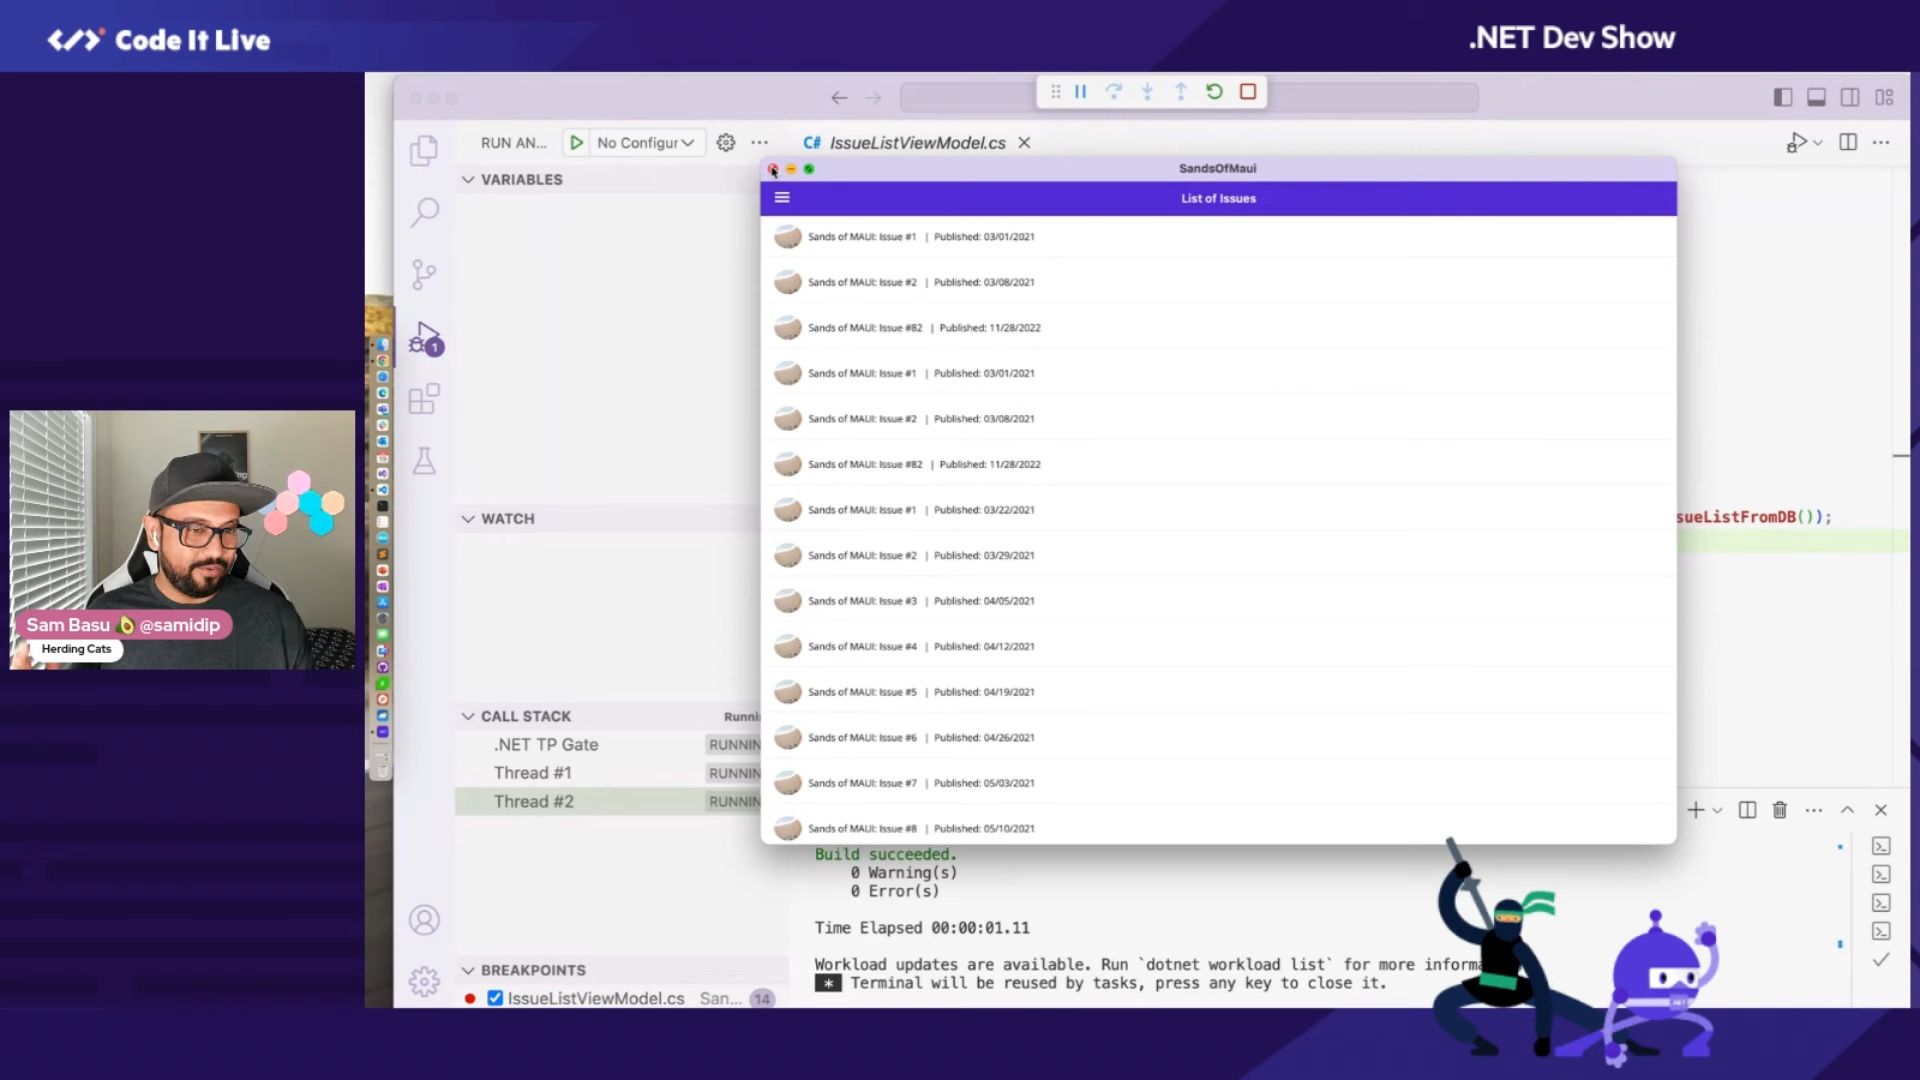 Code It Live
.NET Dev Show
RUN AN...
No Configur
C# IssueListViewModel.cs
VARIABLES
SandsOfMaui
List of Issues
Sands of MAUI: Issue #1 | Published: 03/01/2021
Sands of MAUI: Issue #2 | Published: 03/08/2021
Sands of MAUI: Issue #82 | Published: 11/28/2022
Sands of MAUI: Issue #1 | Published: 03/01/2021
Sands of MAUI: Issue #2 | Published: 03/08/2021
Sands of MAUI: Issue #82 | Published: 11/28/2022
Sands of MAUI: Issue #1 | Published: 03/22/2021
Sands of MAUI: Issue #2 | Published: 03/29/2021
Sands of MAUI: Issue #3 | Published: 04/05/2021
Sands of MAUI: Issue #4 | Published: 04/12/2021
Sands of MAUI: Issue #5 | Published: 04/19/2021
Sands of MAUI: Issue #6 | Published: 04/26/2021
Sands of MAUI: Issue #7 | Published: 05/03/2021
Sands of MAUI: Issue #8 | Published: 05/10/2021
sueListFromDB());
1
WATCH
CALL STACK Runni
.NET TP Gate RUNNIN
Thread #1 RUNNIN
Thread #2 RUNNIN
BREAKPOINTS
IssueListViewModel.cs San... 14
Build succeeded.
0 Warning(s)
0 Error(s)
Time Elapsed 00:00:01.11
Workload updates are available. Run `dotnet workload list` for more informa
* Terminal will be reused by tasks, press any key to close it.
Sam Basu 🥑 @samidip
Herding Cats
.NET